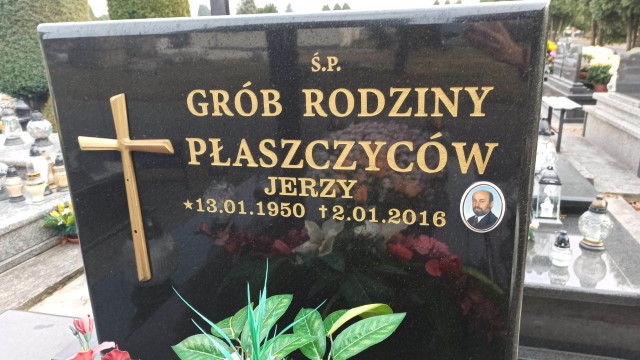 Ś.P.
GRÓB RODZINY
PŁASZCZYCÓW
JERZY
★13.01.1950 ✝2.01.2016